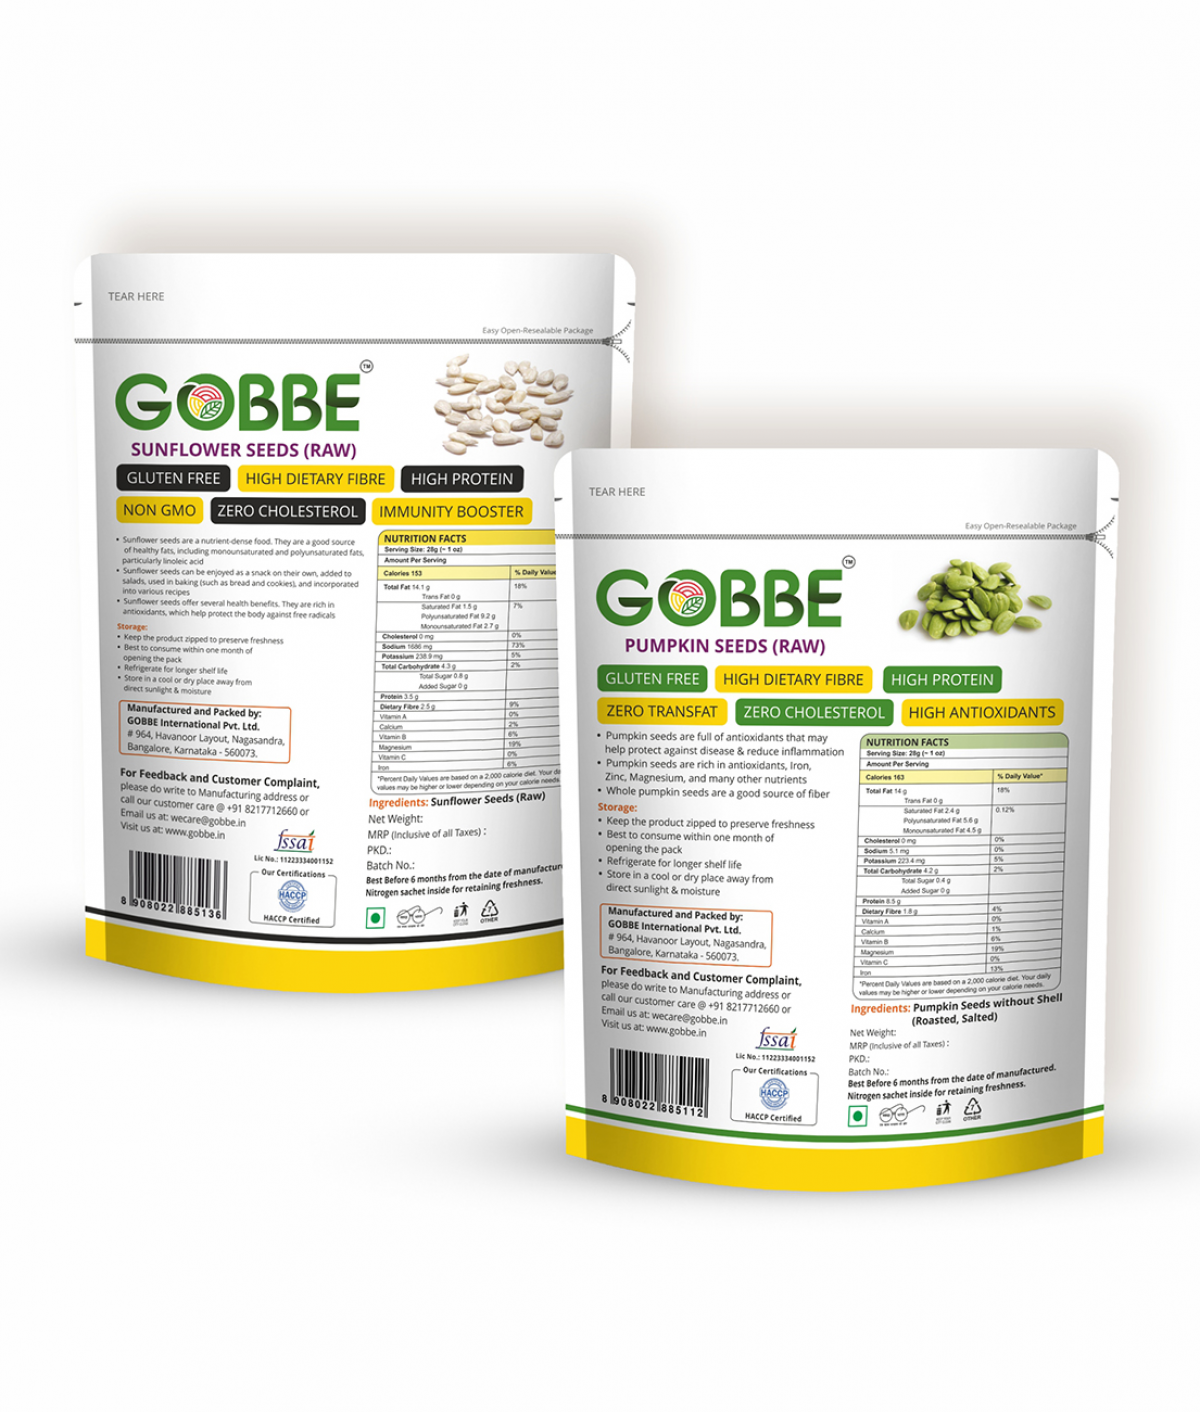 TEAR HERE
Easy Open-Resealable Package
GOBBE™
SUNFLOWER SEEDS (RAW)
GLUTEN FREE
HIGH DIETARY FIBRE
HIGH PROTEIN
NON GMO
ZERO CHOLESTEROL
IMMUNITY BOOSTER
• Sunflower seeds are a nutrient-dense food. They are a good source
of healthy fats, including monounsaturated and polyunsaturated fats,
particularly linoleic acid
• Sunflower seeds can be enjoyed as a snack on their own, added to
salads, used in baking (such as bread and cookies), and incorporated
into various recipes
• Sunflower seeds offer several health benefits. They are rich in
antioxidants, which help protect the body against free radicals
Storage:
• Keep the product zipped to preserve freshness
• Best to consume within one month of
opening the pack
• Refrigerate for longer shelf life
• Store in a cool or dry place away from
direct sunlight & moisture
Manufactured and Packed by:
GOBBE International Pvt. Ltd.
# 964, Havanoor Layout, Nagasandra,
Bangalore, Karnataka - 560073.
For Feedback and Customer Complaint,
please do write to Manufacturing address or
call our customer care @ +91 8217712660 or
Email us at: wecare@gobbe.in
Visit us at: www.gobbe.in
fssai
Lic No.: 11223334001152
Our Certifications
HACCP
HACCP Certified
8 908022 885136
NUTRITION FACTS
Serving Size: 28g (~ 1 oz)
Amount Per Serving
Calories 153 % Daily Value
Total Fat 14.1 g 18%
Trans Fat 0 g
Saturated Fat 1.5 g 7%
Polyunsaturated Fat 9.2 g
Monounsaturated Fat 2.7 g
Cholesterol 0 mg 0%
Sodium 1686 mg 73%
Potassium 238.9 mg 5%
Total Carbohydrate 4.3 g 2%
Total Sugar 0.8 g
Added Sugar 0 g
Protein 3.5 g
Dietary Fibre 2.5 g 9%
Vitamin A 0%
Calcium 2%
Vitamin B 6%
Magnesium 19%
Vitamin C 0%
Iron 6%
*Percent Daily Values are based on a 2,000 calorie diet. Your da
values may be higher or lower depending on your calorie needs.
Ingredients: Sunflower Seeds (Raw)
Net Weight:
MRP (Inclusive of all Taxes) :
PKD.:
Batch No.:
Best Before 6 months from the date of manufactur
Nitrogen sachet inside for retaining freshness.
7
OTHER
TEAR HERE
Easy Open-Resealable Package
GOBBE™
PUMPKIN SEEDS (RAW)
GLUTEN FREE
HIGH DIETARY FIBRE
HIGH PROTEIN
ZERO TRANSFAT
ZERO CHOLESTEROL
HIGH ANTIOXIDANTS
• Pumpkin seeds are full of antioxidants that may
help protect against disease & reduce inflammation
• Pumpkin seeds are rich in antioxidants, Iron,
Zinc, Magnesium, and many other nutrients
• Whole pumpkin seeds are a good source of fiber
Storage:
• Keep the product zipped to preserve freshness
• Best to consume within one month of
opening the pack
• Refrigerate for longer shelf life
• Store in a cool or dry place away from
direct sunlight & moisture
Manufactured and Packed by:
GOBBE International Pvt. Ltd.
# 964, Havanoor Layout, Nagasandra,
Bangalore, Karnataka - 560073.
For Feedback and Customer Complaint,
please do write to Manufacturing address or
call our customer care @ +91 8217712660 or
Email us at: wecare@gobbe.in
Visit us at: www.gobbe.in
fssai
Lic No.: 11223334001152
Our Certifications
HACCP
HACCP Certified
8 908022 885112
NUTRITION FACTS
Serving Size: 28g (~ 1 oz)
Amount Per Serving
Calories 163 % Daily Value*
Total Fat 14 g 18%
Trans Fat 0 g
Saturated Fat 2.4 g 0.12%
Polyunsaturated Fat 5.6 g
Monounsaturated Fat 4.5 g
Cholesterol 0 mg 0%
Sodium 5.1 mg 0%
Potassium 223.4 mg 5%
Total Carbohydrate 4.2 g 2%
Total Sugar 0.4 g
Added Sugar 0 g
Protein 8.5 g
Dietary Fibre 1.8 g 4%
Vitamin A 0%
Calcium 1%
Vitamin B 6%
Magnesium 19%
Vitamin C 0%
Iron 13%
*Percent Daily Values are based on a 2,000 calorie diet. Your daily
values may be higher or lower depending on your calorie needs.
Ingredients: Pumpkin Seeds without Shell
(Roasted, Salted)
Net Weight:
MRP (Inclusive of all Taxes) :
PKD.:
Batch No.:
Best Before 6 months from the date of manufactured.
Nitrogen sachet inside for retaining freshness.
7
OTHER